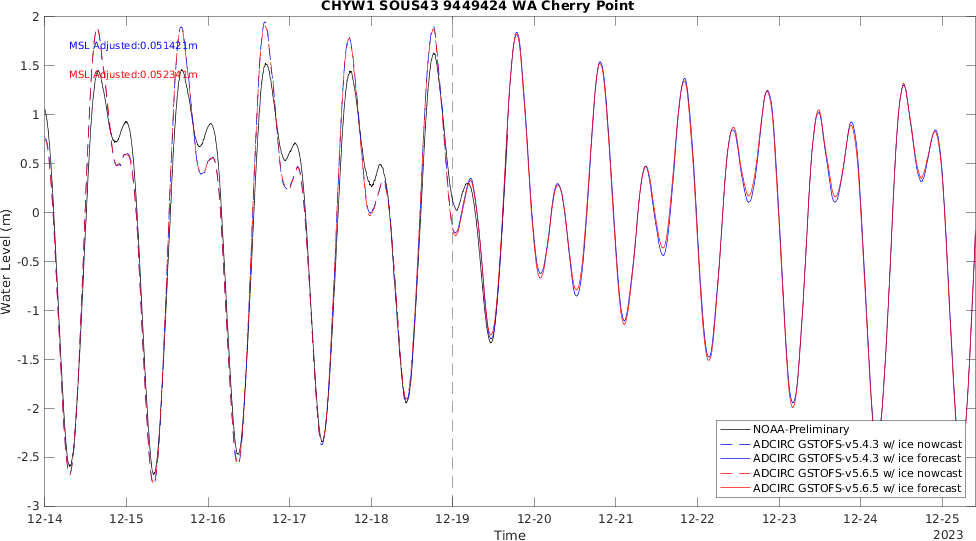 CHYW1 SOUS43 9449424 WA Cherry Point
MSL Adjusted:0.051421m
MSL Adjusted:0.052341m
Water Level (m)
2
1.5
1
0.5
0
-0.5
-1
-1.5
-2
-2.5
-3
NOAA-Preliminary
ADCIRC GSTOFS-v5.4.3 w/ ice nowcast
ADCIRC GSTOFS-v5.4.3 w/ ice forecast
ADCIRC GSTOFS-v5.6.5 w/ ice nowcast
ADCIRC GSTOFS-v5.6.5 w/ ice forecast
12-14 12-15 12-16 12-17 12-18 12-19 12-20 12-21 12-22 12-23 12-24 12-25
Time
2023